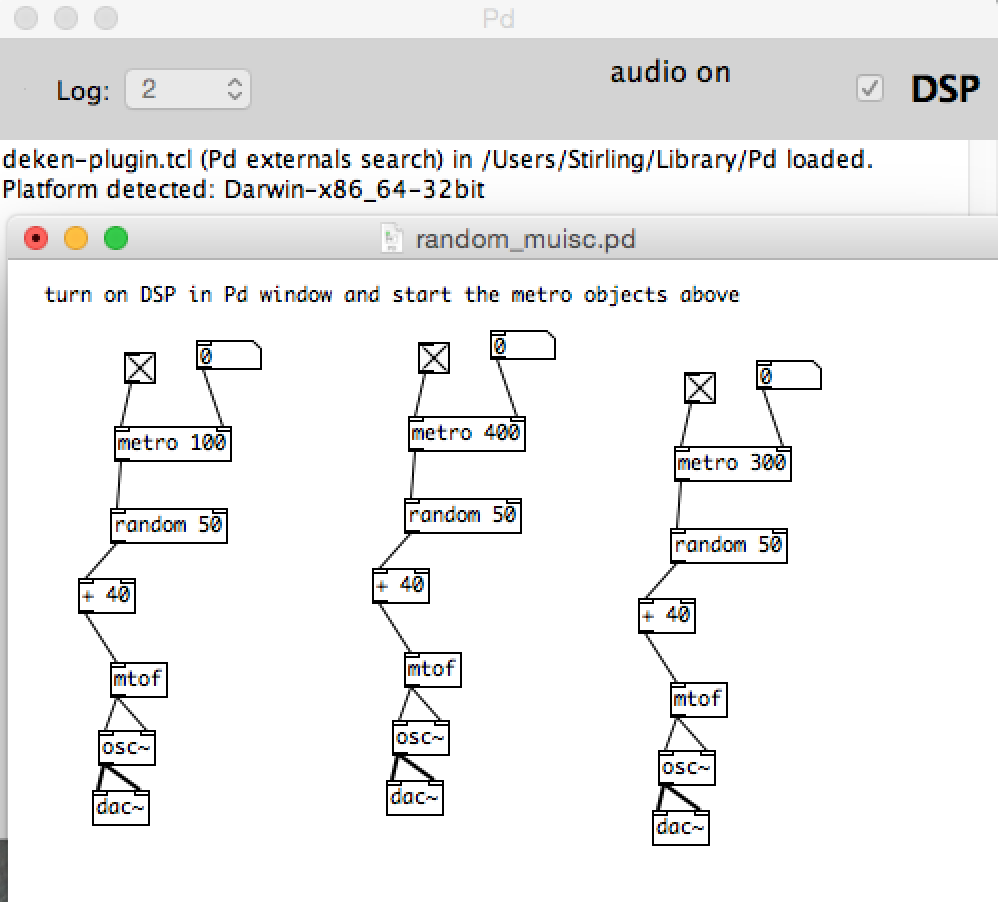 Pd
Log: 2 audio on DSP
deken-plugin.tcl (Pd externals search) in /Users/Stirling/Library/Pd loaded.
Platform detected: Darwin-x86_64-32bit
random_muisc.pd
turn on DSP in Pd window and start the metro objects above
0 0 0
metro 100 metro 400 metro 300
random 50 random 50 random 50
+ 40 + 40 + 40
mtof mtof mtof
osc~ osc~ osc~
dac~ dac~ dac~